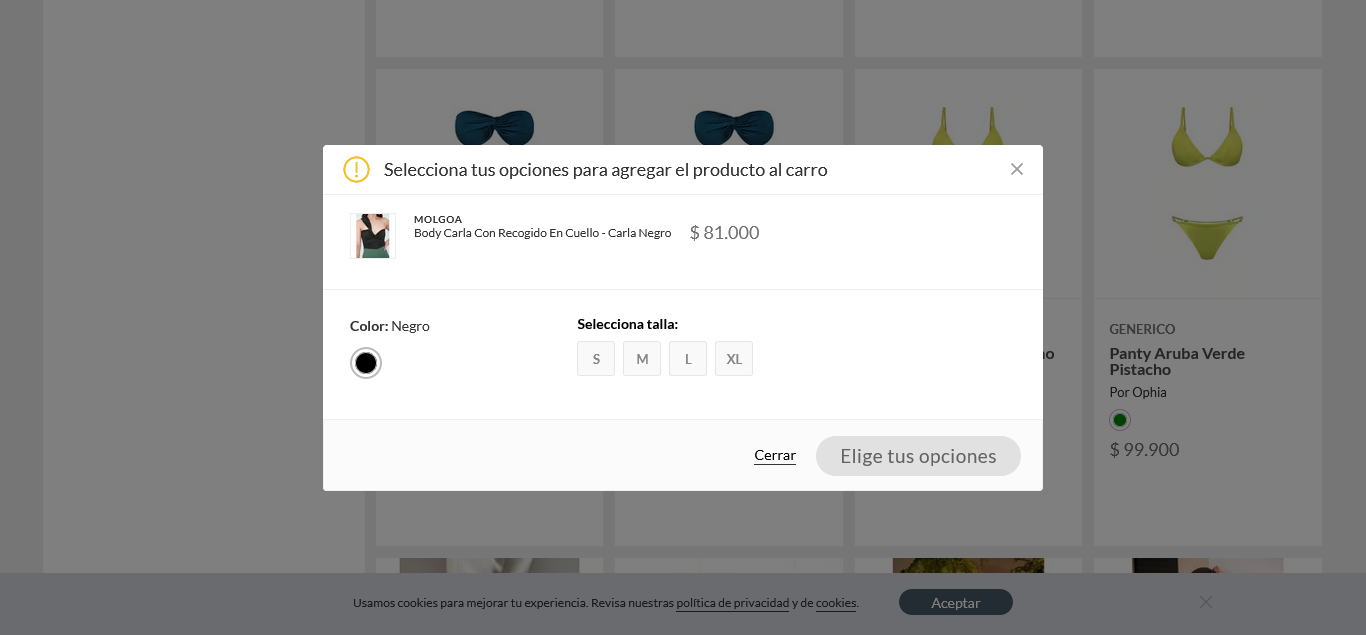 Selecciona tus opciones para agregar el producto al carro
MOLGOA
Body Carla Con Recogido En Cuello - Carla Negro
$ 81.000
Color: Negro
Selecciona talla:
S
M
L
XL
Cerrar
Elige tus opciones
GENERICO
Panty Aruba Verde
Pistacho
Por Ophia
$ 99.900
Usamos cookies para mejorar tu experiencia. Revisa nuestras política de privacidad y de cookies.
Aceptar